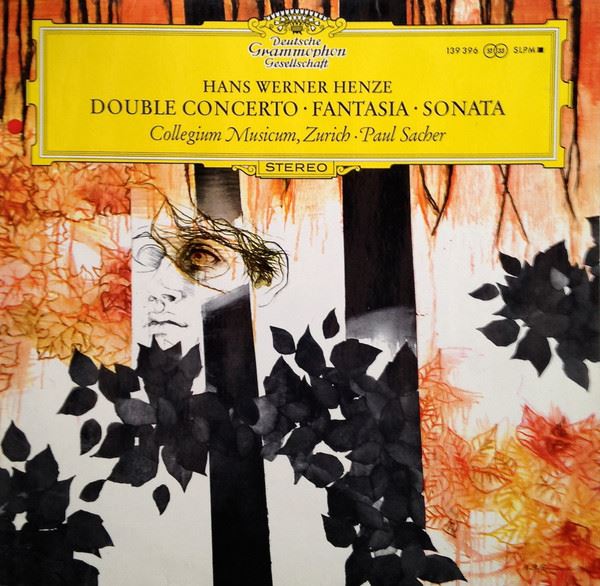 Deutsche
Grammophon
Gesellschaft
139 396 33 SLPM
HANS WERNER HENZE
DOUBLE CONCERTO · FANTASIA · SONATA
Collegium Musicum, Zurich · Paul Sacher
STEREO